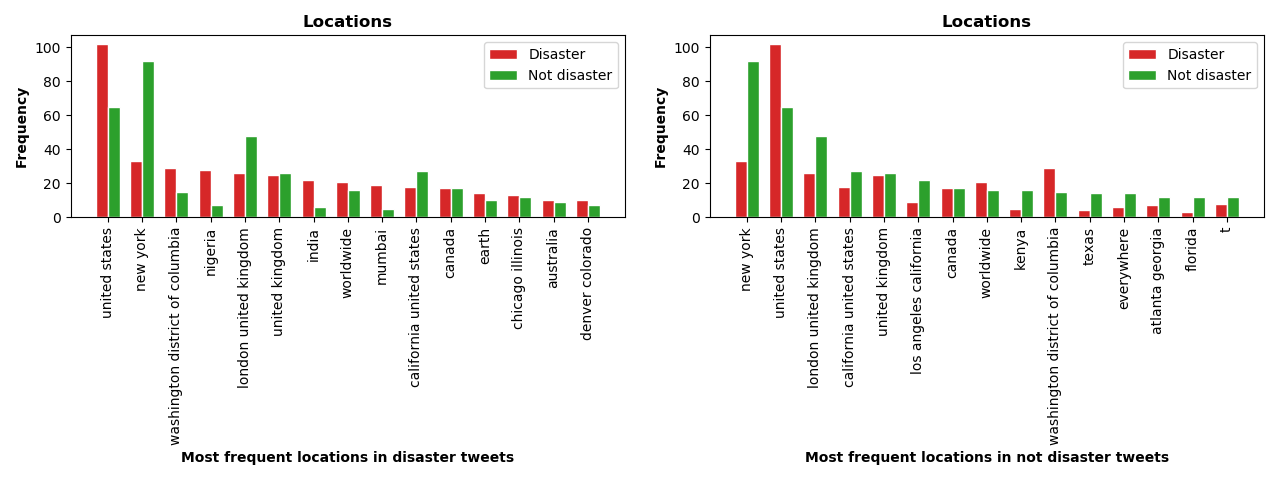 Locations
Frequency
100
80
60
40
20
0
Disaster
Not disaster
united states
new york
washington district of columbia
nigeria
london united kingdom
united kingdom
india
worldwide
mumbai
california united states
canada
earth
chicago illinois
australia
denver colorado
Most frequent locations in disaster tweets
Locations
Frequency
100
80
60
40
20
0
Disaster
Not disaster
new york
united states
london united kingdom
california united states
united kingdom
los angeles california
canada
worldwide
kenya
washington district of columbia
texas
everywhere
atlanta georgia
florida
t
Most frequent locations in not disaster tweets